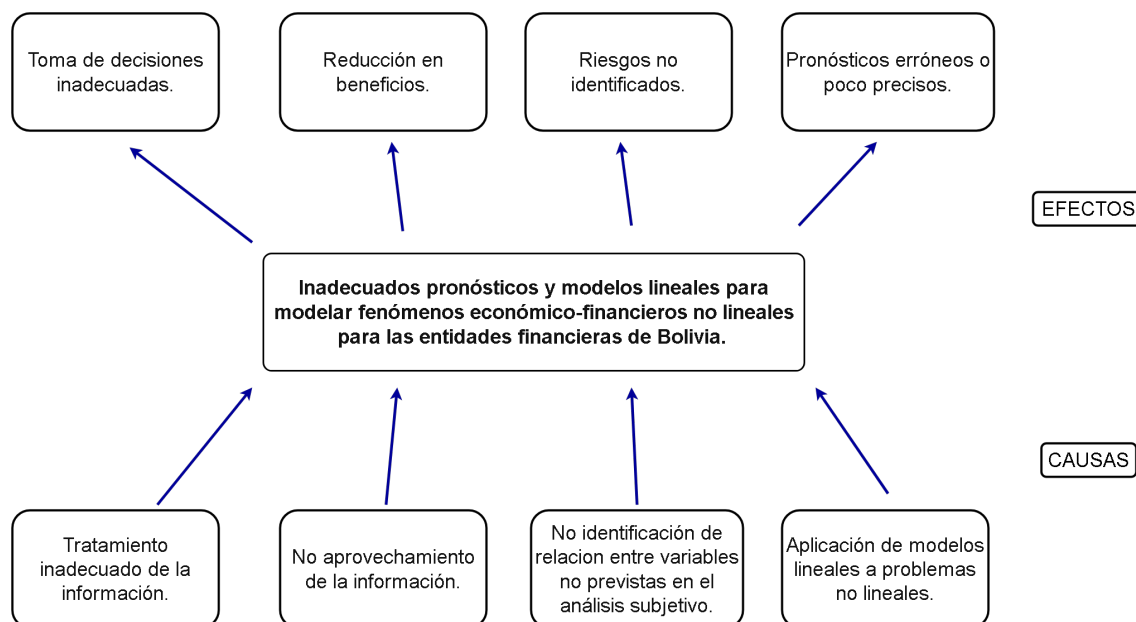 Toma de decisiones
inadecuadas.
Reducción en
beneficios.
Riesgos no
identificados.
Pronósticos erróneos o
poco precisos.
EFECTOS
Inadecuados pronósticos y modelos lineales para
modelar fenómenos económico-financieros no lineales
para las entidades financieras de Bolivia.
CAUSAS
Tratamiento
inadecuado de la
información.
No aprovechamiento
de la información.
No identificación de
relacion entre variables
no previstas en el
análisis subjetivo.
Aplicación de modelos
lineales a problemas
no lineales.